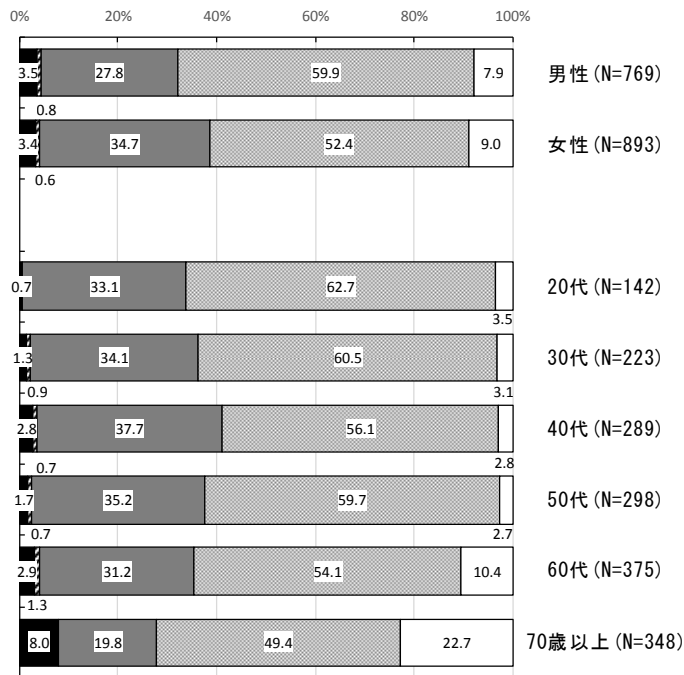 0% 20% 40% 60% 80% 100%
3.5 27.8 59.9 7.9 男性(N=769)
0.8
3.4 34.7 52.4 9.0 女性(N=893)
0.6
0.7 33.1 62.7 20代(N=142)
3.5
1.3 34.1 60.5 30代(N=223)
0.9 3.1
2.8 37.7 56.1 40代(N=289)
0.7 2.8
1.7 35.2 59.7 50代(N=298)
0.7 2.7
2.9 31.2 54.1 10.4 60代(N=375)
1.3
8.0 19.8 49.4 22.7 70歳以上(N=348)